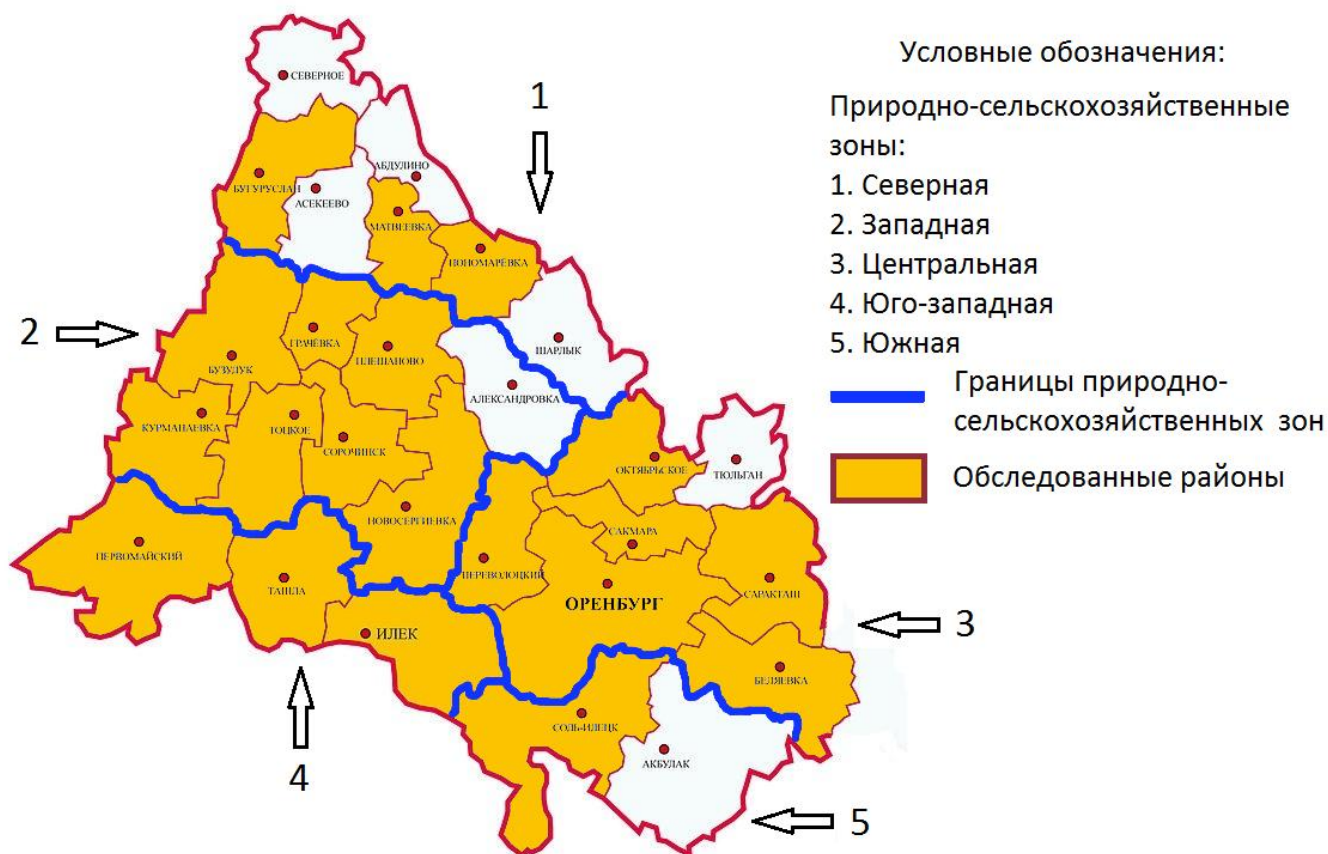 Условные обозначения:
Природно-сельскохозяйственные
зоны:
1. Северная
2. Западная
3. Центральная
4. Юго-западная
5. Южная
Границы природно-
сельскохозяйственных зон
Обследованные районы
СЕВЕРНОЕ
1
АБДУЛИНО
БУГУРУСЛАН
АСЕКЕЕВО
МАТВЕЕВКА
ПОНОМАРЁВКА
2
ГРАЧЁВКА
ПЛЕШАНОВО
ШАРЛЫК
БУЗУЛУК
АЛЕКСАНДРОВКА
КУРМАНАЕВКА
ТОЦКОЕ
СОРОЧИНСК
ОКТЯБРЬСКОЕ
ТЮЛЬГАН
НОВОСЕРГИЕВКА
САКМАРА
ПЕРВОМАЙСКИЙ
ПЕРЕВОЛОЦКИЙ
ТАШЛА
ОРЕНБУРГ
САРАКТАШ
3
ИЛЕК
БЕЛЯЕВКА
СОЛЬ-ИЛЕЦК
АКБУЛАК
4
5